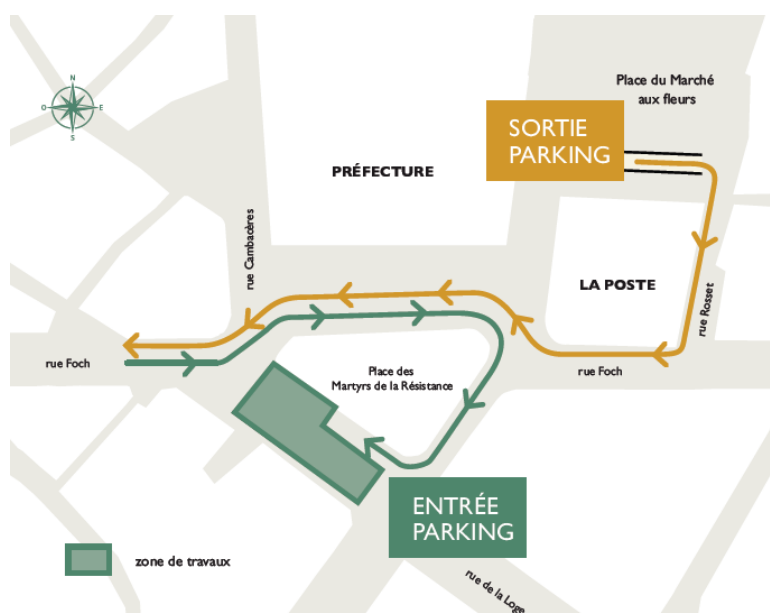 N
O
E
S
Place du Marché
aux fleurs
SORTIE
PARKING
PRÉFECTURE
rue Cambacères
LA POSTE
rue Rosset
rue Foch
Place des
Martyrs de la Résistance
rue Foch
ENTRÉE
PARKING
zone de travaux
rue de la Loge